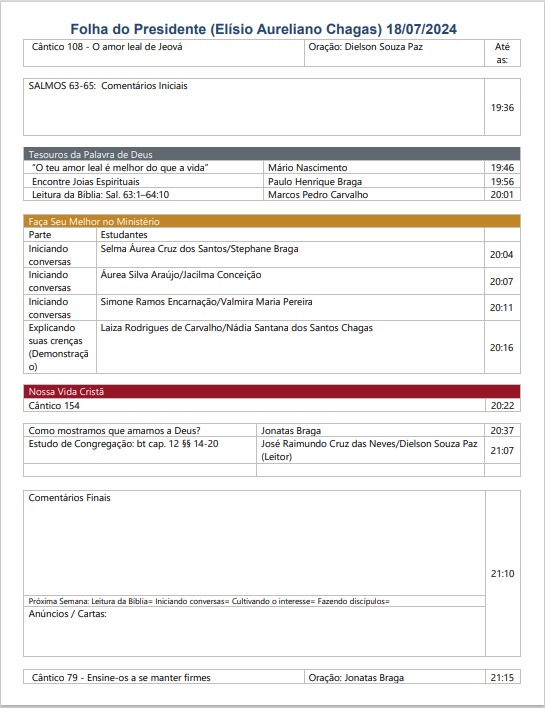 Folha do Presidente (Elísio Aureliano Chagas) 18/07/2024
Cântico 108 - O amor leal de Jeová Oração: Dielson Souza Paz Até
as:
SALMOS 63-65: Comentários Iniciais
19:36
Tesouros da Palavra de Deus
“O teu amor leal é melhor do que a vida” Mário Nascimento 19:46
Encontre Joias Espirituais Paulo Henrique Braga 19:56
Leitura da Bíblia: Sal. 63:1–64:10 Marcos Pedro Carvalho 20:01
Faça Seu Melhor no Ministério
Parte Estudantes
Iniciando Selma Áurea Cruz dos Santos/Stephane Braga 20:04
conversas
Iniciando Áurea Silva Araújo/Jacilma Conceição 20:07
conversas
Iniciando Simone Ramos Encarnação/Valmira Maria Pereira 20:11
conversas
Explicando Laiza Rodrigues de Carvalho/Nádia Santana dos Santos Chagas
suas crenças 20:16
(Demonstraçã
o)
Nossa Vida Cristã
Cântico 154 20:22
Como mostramos que amamos a Deus? Jonatas Braga 20:37
Estudo de Congregação: bt cap. 12 §§ 14-20 José Raimundo Cruz das Neves/Dielson Souza Paz 21:07
(Leitor)
Comentários Finais
21:10
Próxima Semana: Leitura da Bíblia= Iniciando conversas= Cultivando o interesse= Fazendo discípulos=
Anúncios / Cartas:
Cântico 79 - Ensine-os a se manter firmes Oração: Jonatas Braga 21:15